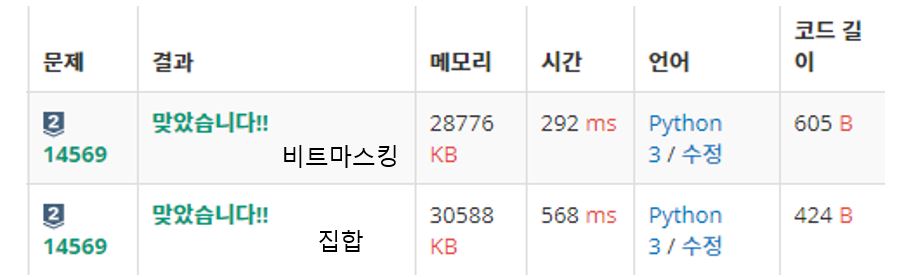 문제 결과 메모리 시간 언어 코드 길이
2 14569 맞았습니다!! 비트마스킹 28776 KB 292 ms Python 3 / 수정 605 B
2 14569 맞았습니다!! 집합 30588 KB 568 ms Python 3 / 수정 424 B